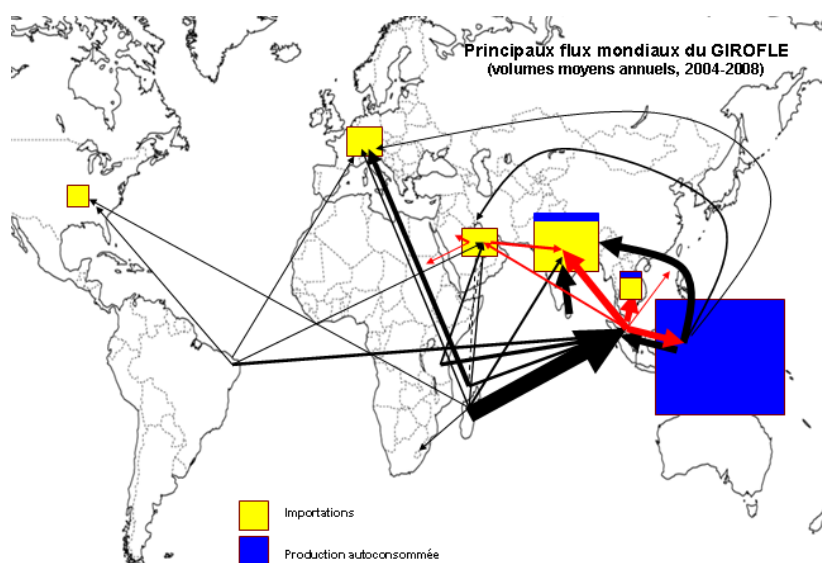 Principaux flux mondiaux du GIROFLE
(volumes moyens annuels, 2004-2008)
Importations
Production autoconsommée